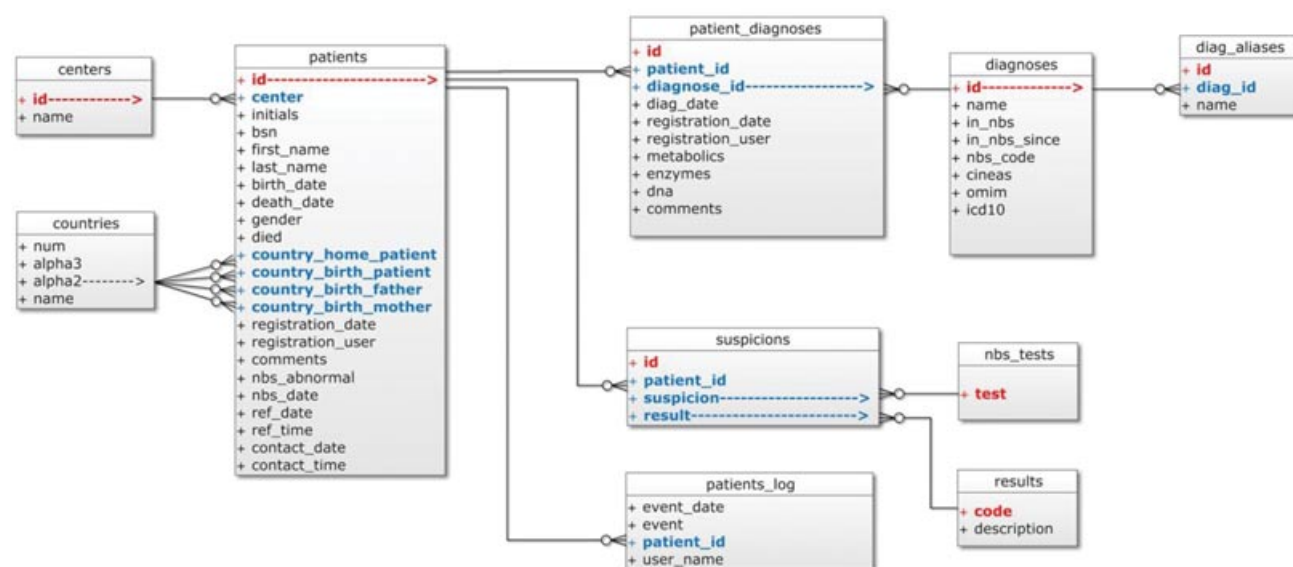 centers
+ id------------>
+ name
countries
+ num
+ alpha3
+ alpha2-------->
+ name
patients
+ id----------------------->
+ center
+ initials
+ bsn
+ first_name
+ last_name
+ birth_date
+ death_date
+ gender
+ died
+ country_home_patient
+ country_birth_patient
+ country_birth_father
+ country_birth_mother
+ registration_date
+ registration_user
+ comments
+ nbs_abnormal
+ nbs_date
+ ref_date
+ ref_time
+ contact_date
+ contact_time
patient_diagnoses
+ id
+ patient_id
+ diagnose_id----------------->
+ diag_date
+ registration_date
+ registration_user
+ metabolics
+ enzymes
+ dna
+ comments
diagnoses
+ id--------------->
+ name
+ in_nbs
+ in_nbs_since
+ nbs_code
+ cineas
+ omim
+ icd10
diag_aliases
+ id
+ diag_id
+ name
suspicions
+ id
+ patient_id
+ suspicion--------------------->
+ result------------------------->
nbs_tests
+ test
results
+ code
+ description
patients_log
+ event_date
+ event
+ patient_id
+ user_name